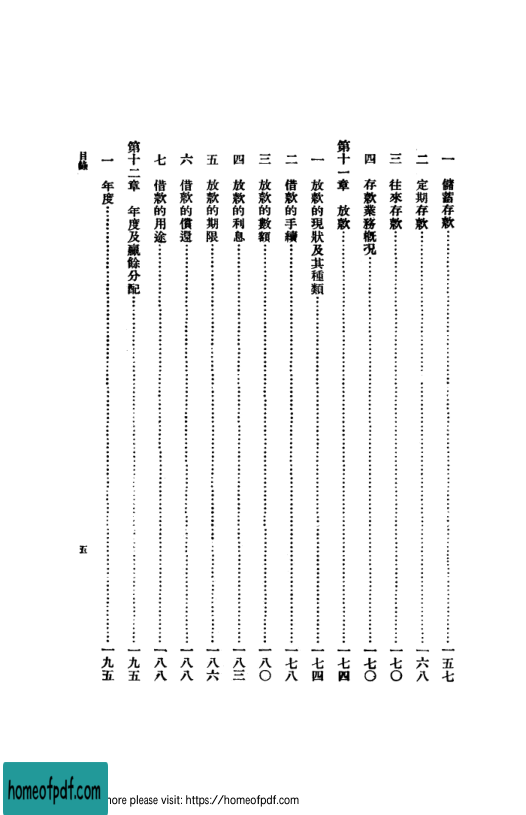 一　儲蓄存款……一五七
二　定期存款……一六八
三　往來存款……一七〇
四　存款業務概況……一七〇
第十一章　放款……一七四
一　放款的現狀及其種類……一七四
二　借款的手續……一七八
三　放款的數額……一八〇
四　放款的利息……一八三
五　放款的期限……一八六
六　借款的償還……一八八
七　借款的用途……一八八
第十二章　年度及贏餘分配……一九五
一　年度……一九五
目錄
五
homeofpdf.com
more please visit: https://homeofpdf.com